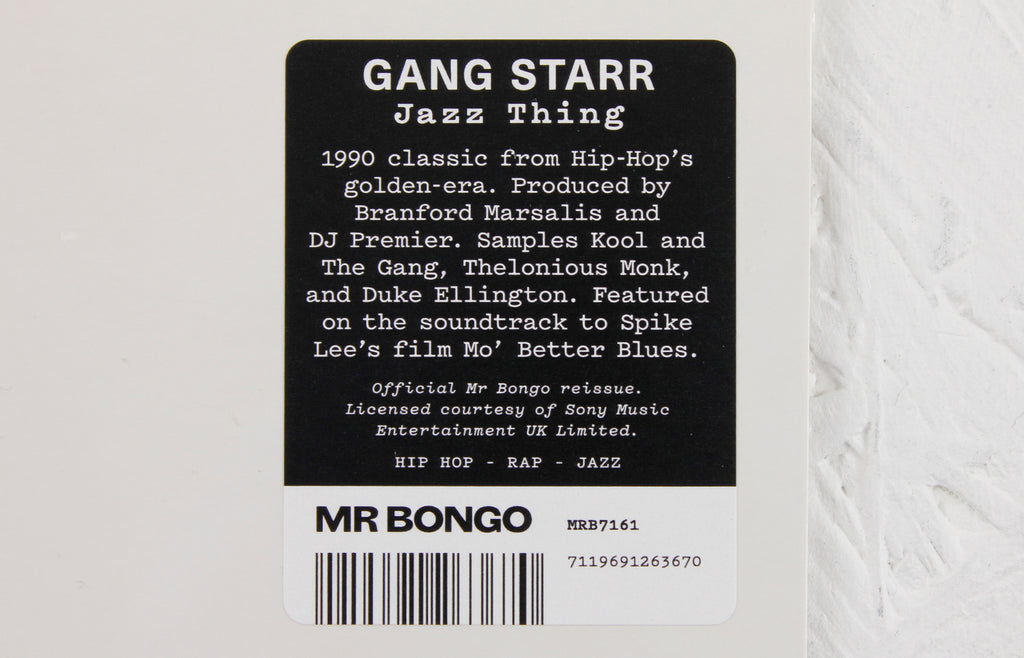 GANG STARR
Jazz Thing
1990 classic from Hip-Hop's
golden-era. Produced by
Branford Marsalis and
DJ Premier. Samples Kool and
The Gang, Thelonious Monk,
and Duke Ellington. Featured
on the soundtrack to Spike
Lee's film Mo' Better Blues.
Official Mr Bongo reissue.
Licensed courtesy of Sony Music
Entertainment UK Limited.
HIP HOP - RAP - JAZZ
MR BONGO MRB7161
7119691263670